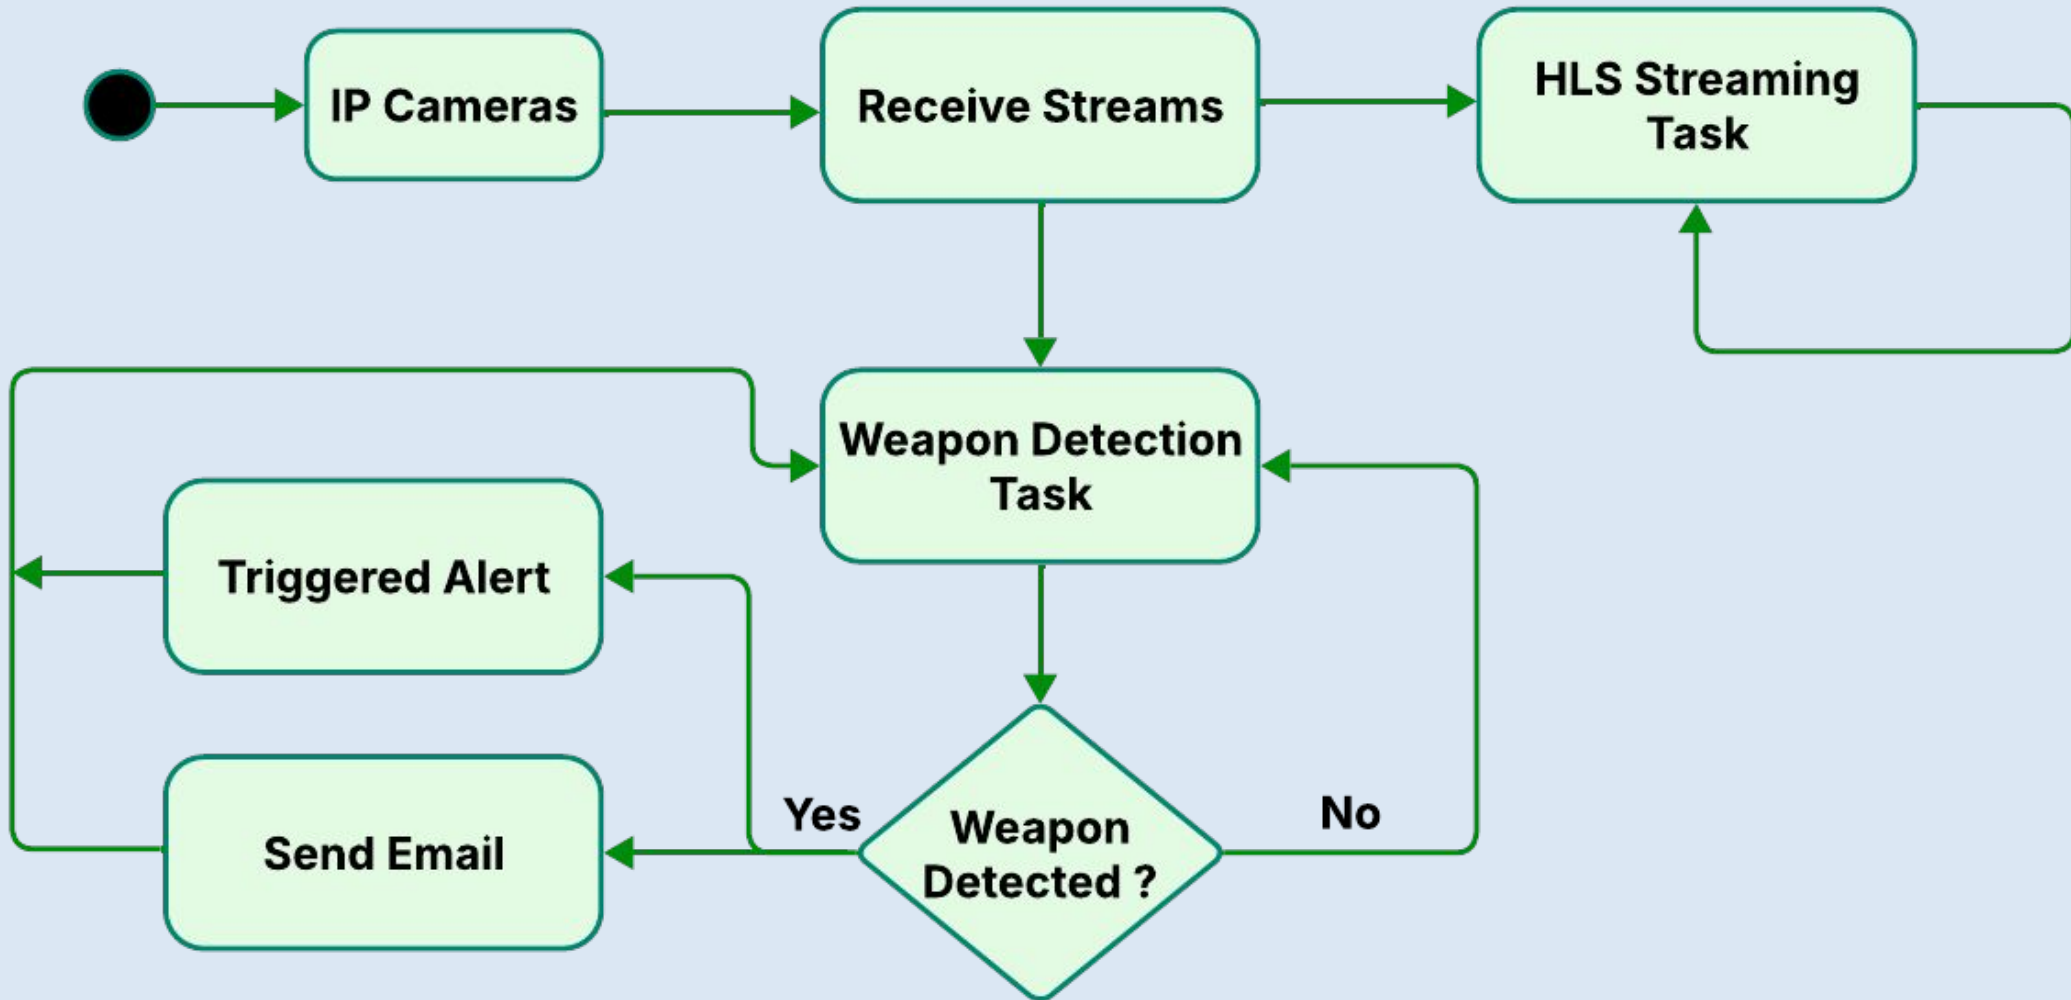 IP Cameras
Receive Streams
HLS Streaming
Task
Weapon Detection
Task
Triggered Alert
Yes
No
Weapon
Detected ?
Send Email